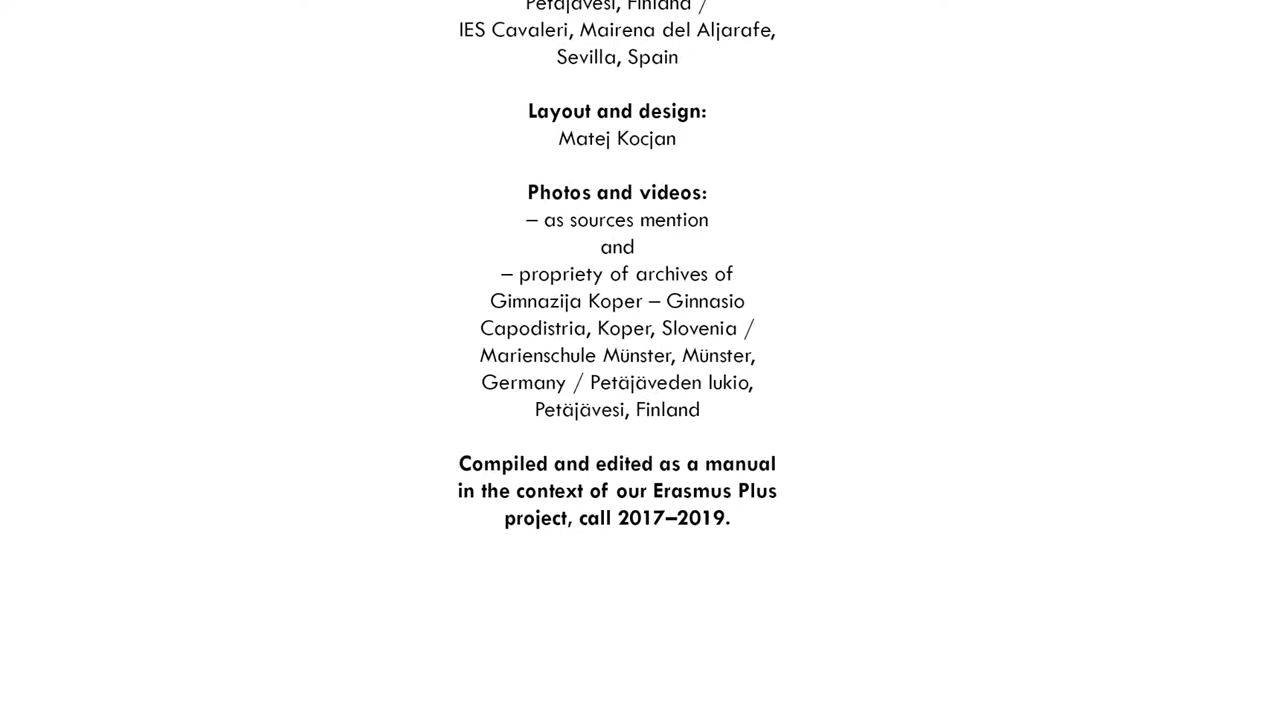 Petäjävesi, Finland /
IES Cavaleri, Mairena del Aljarafe,
Sevilla, Spain
Layout and design:
Matej Kocjan
Photos and videos:
– as sources mention
and
– propriety of archives of
Gimnazija Koper – Ginnasio
Capodistria, Koper, Slovenia /
Marienschule Münster, Münster,
Germany / Petäjäveden lukio,
Petäjävesi, Finland
Compiled and edited as a manual
in the context of our Erasmus Plus
project, call 2017–2019.